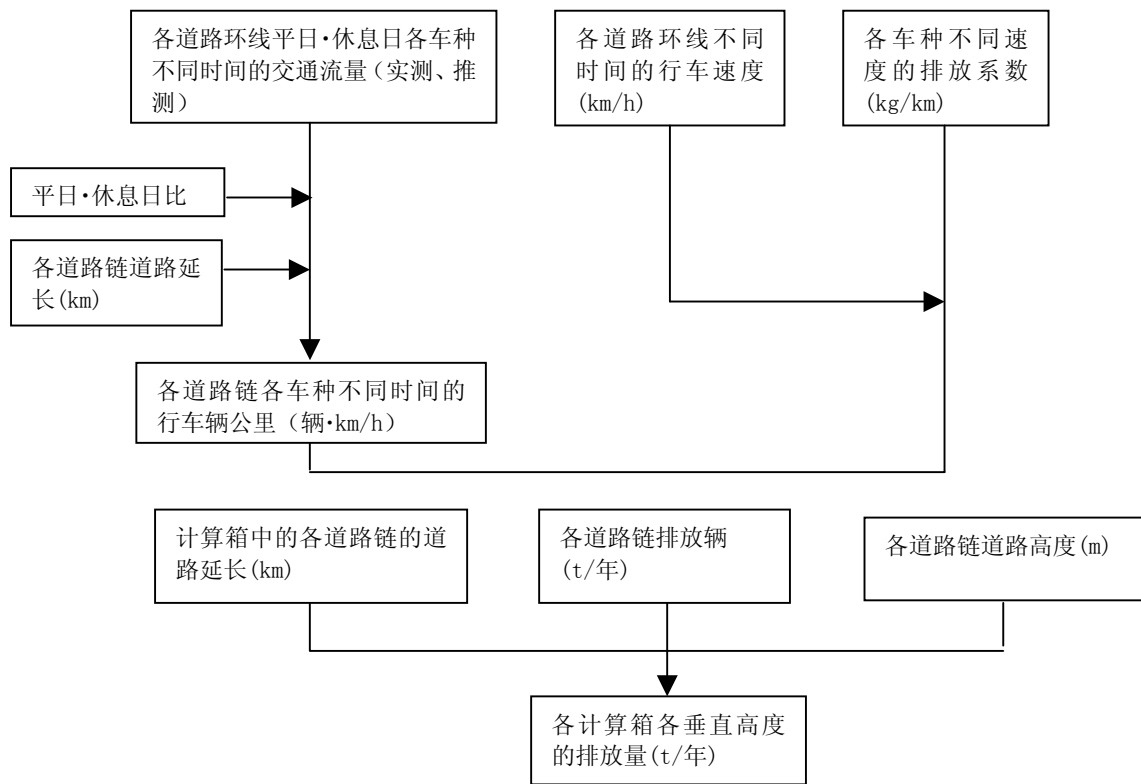 各道路环线平日·休息日各车种
不同时间的交通流量(实测、推
测)
各道路环线不同
时间的行车速度
(km/h)
各车种不同速
度的排放系数
(kg/km)
平日·休息日比
各道路链道路延
长(km)
各道路链各车种不同时间的
行车辆公里(辆·km/h)
计算箱中的各道路链的道
路延长(km)
各道路链排放辆
(t/年)
各道路链道路高度(m)
各计算箱各垂直高度
的排放量(t/年)